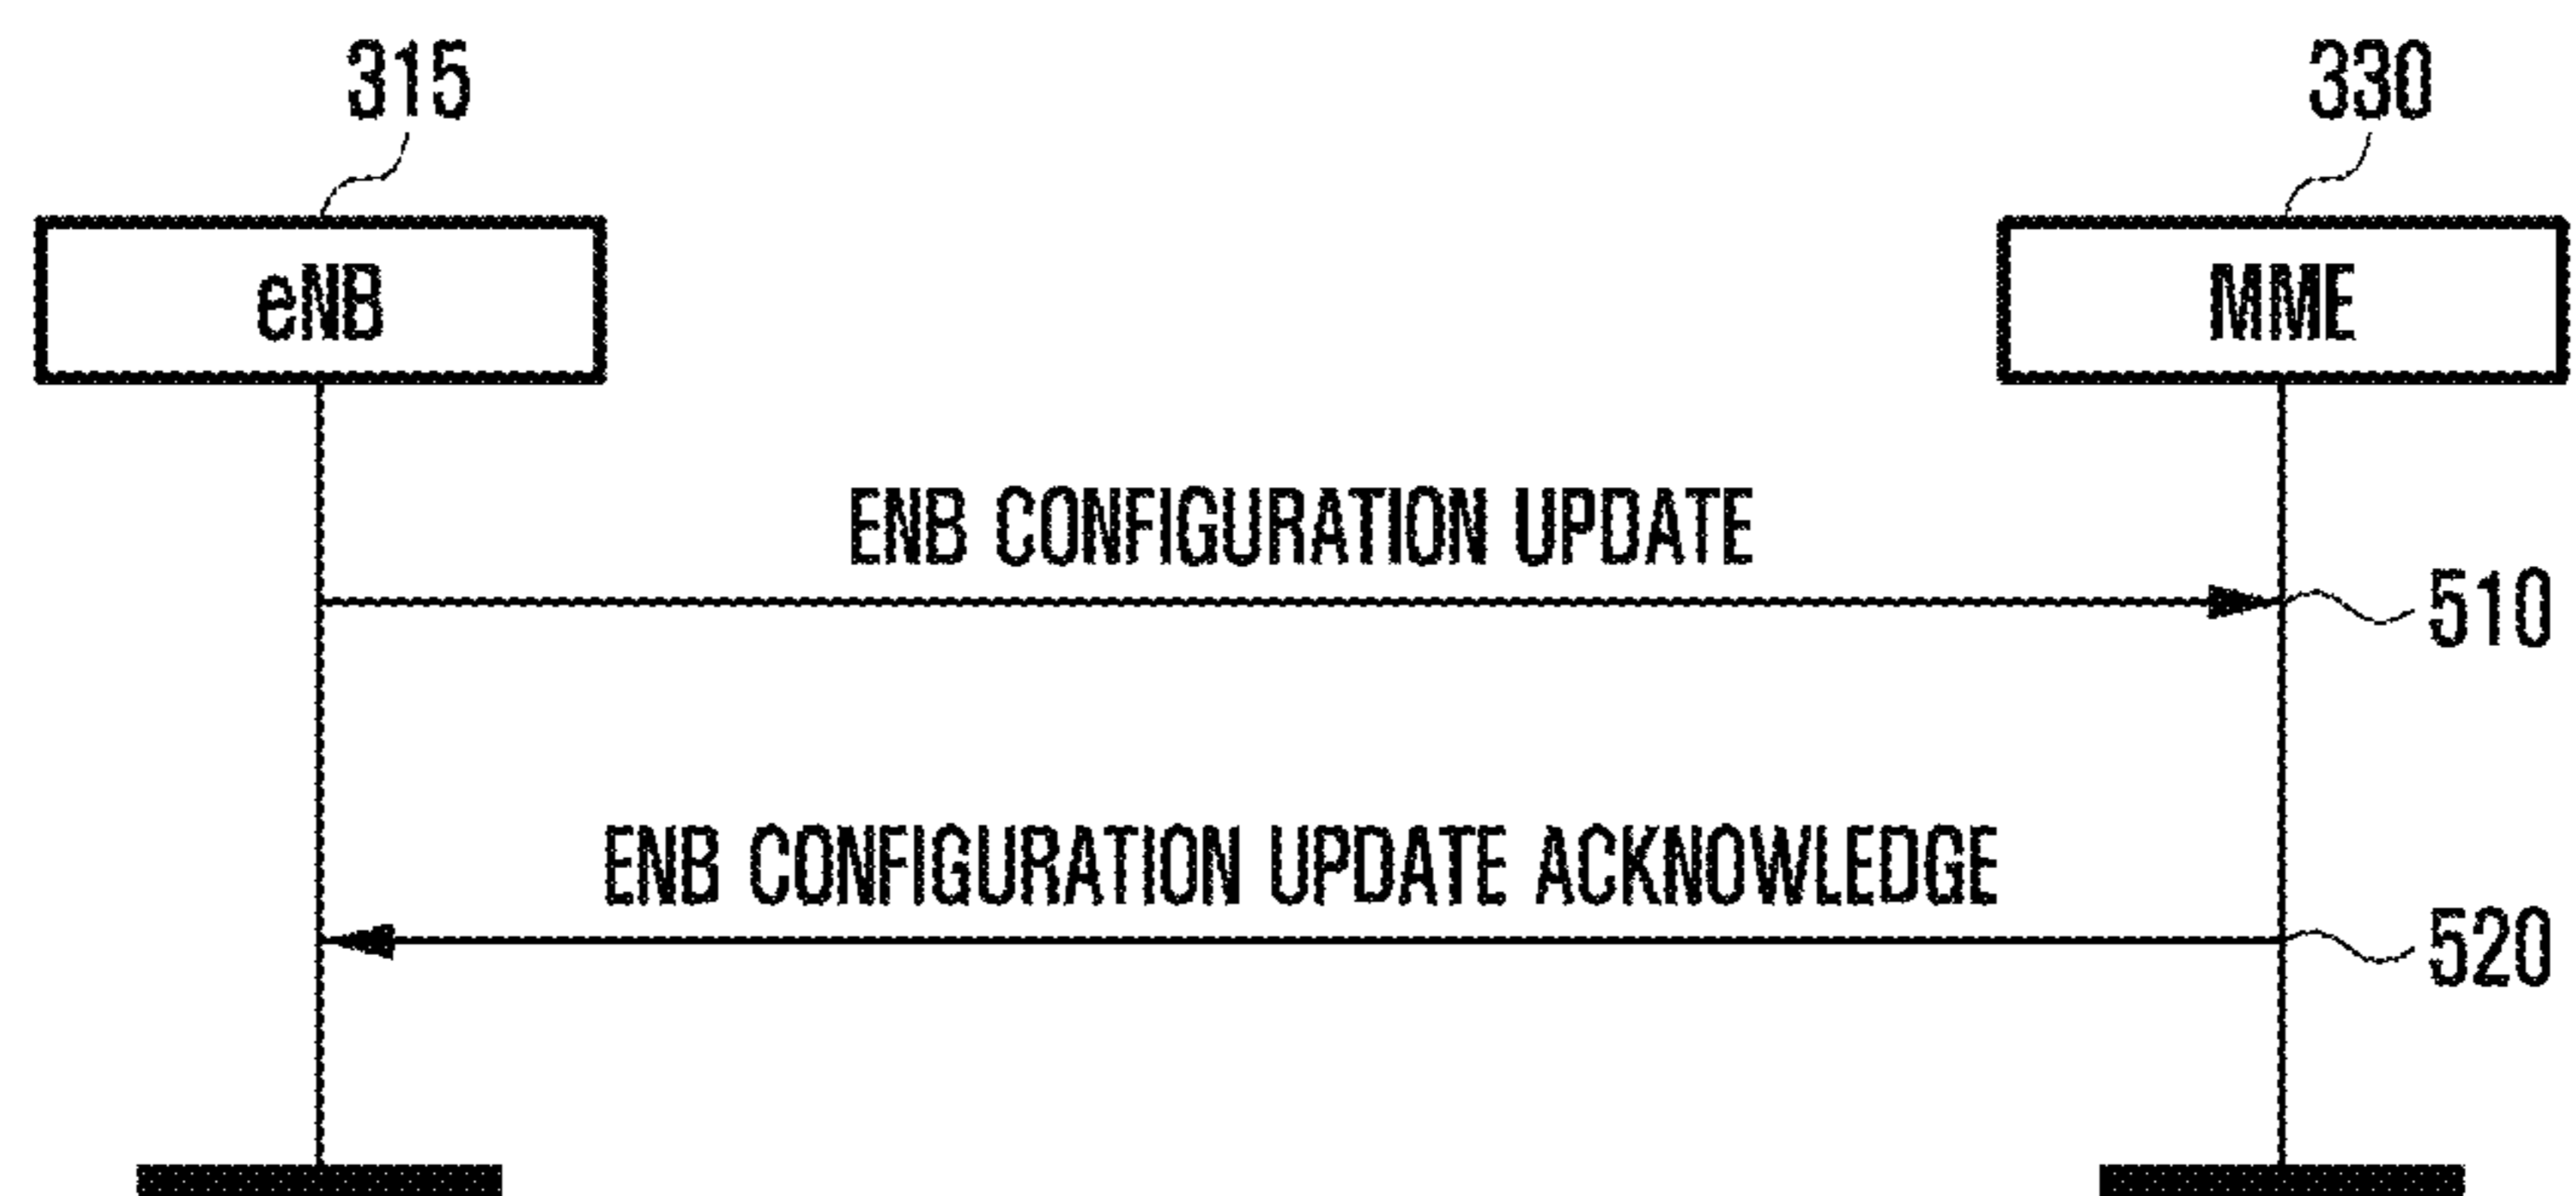 315
330
eNB
MME
ENB CONFIGURATION UPDATE
510
ENB CONFIGURATION UPDATE ACKNOWLEDGE
520